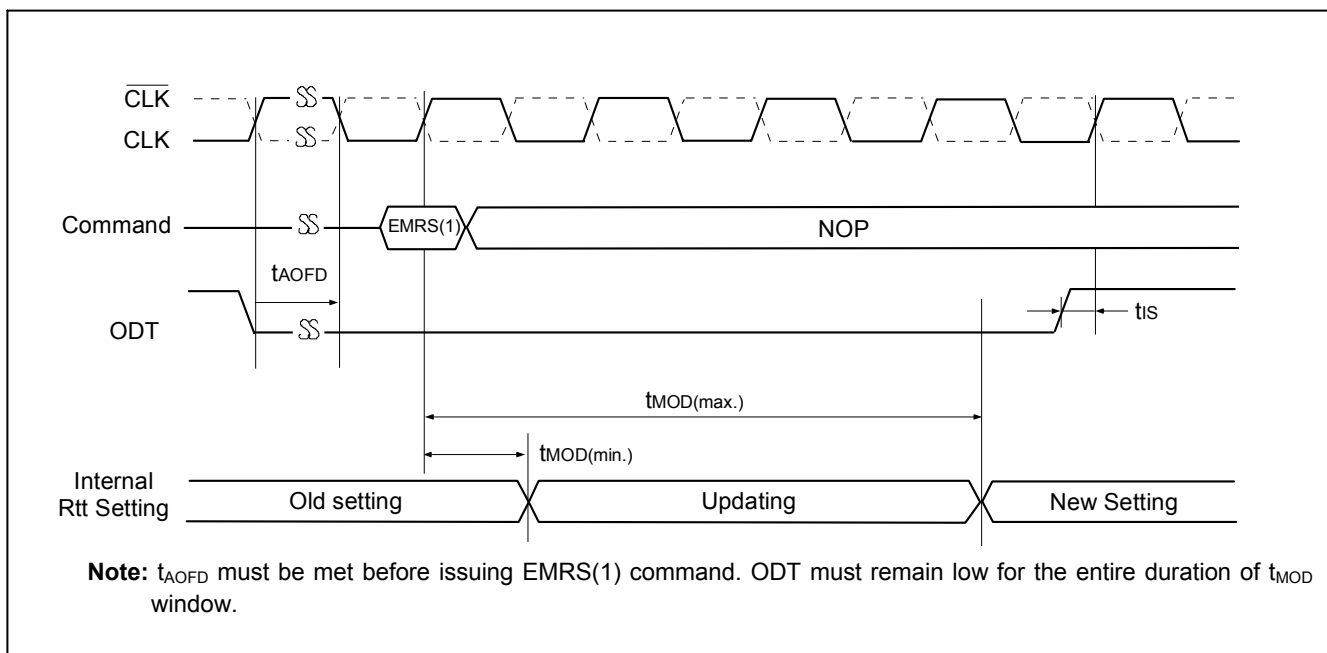 CLK
CLK
Command
EMRS(1)
NOP
tAOFD
ODT
tIS
tMOD(max.)
tMOD(min.)
Internal
Rtt Setting
Old setting
Updating
New Setting
Note: tAOFD must be met before issuing EMRS(1) command. ODT must remain low for the entire duration of tMOD
window.